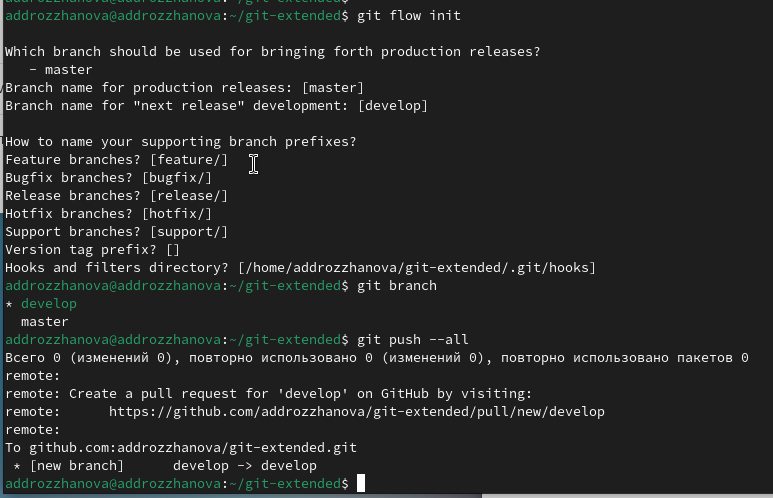 addrozzhanova@addrozzhanova:~/git-extended$ git flow init

Which branch should be used for bringing forth production releases?
   - master
Branch name for production releases: [master]
Branch name for "next release" development: [develop]

How to name your supporting branch prefixes?
Feature branches? [feature/]
Bugfix branches? [bugfix/]
Release branches? [release/]
Hotfix branches? [hotfix/]
Support branches? [support/]
Version tag prefix? []
Hooks and filters directory? [/home/addrozzhanova/git-extended/.git/hooks]
addrozzhanova@addrozzhanova:~/git-extended$ git branch
* develop
  master
addrozzhanova@addrozzhanova:~/git-extended$ git push --all
Всего 0 (изменений 0), повторно использовано 0 (изменений 0), повторно использовано пакетов 0
remote:
remote: Create a pull request for 'develop' on GitHub by visiting:
remote:      https://github.com/addrozzhanova/git-extended/pull/new/develop
remote:
To github.com:addrozzhanova/git-extended.git
 * [new branch]      develop -> develop
addrozzhanova@addrozzhanova:~/git-extended$